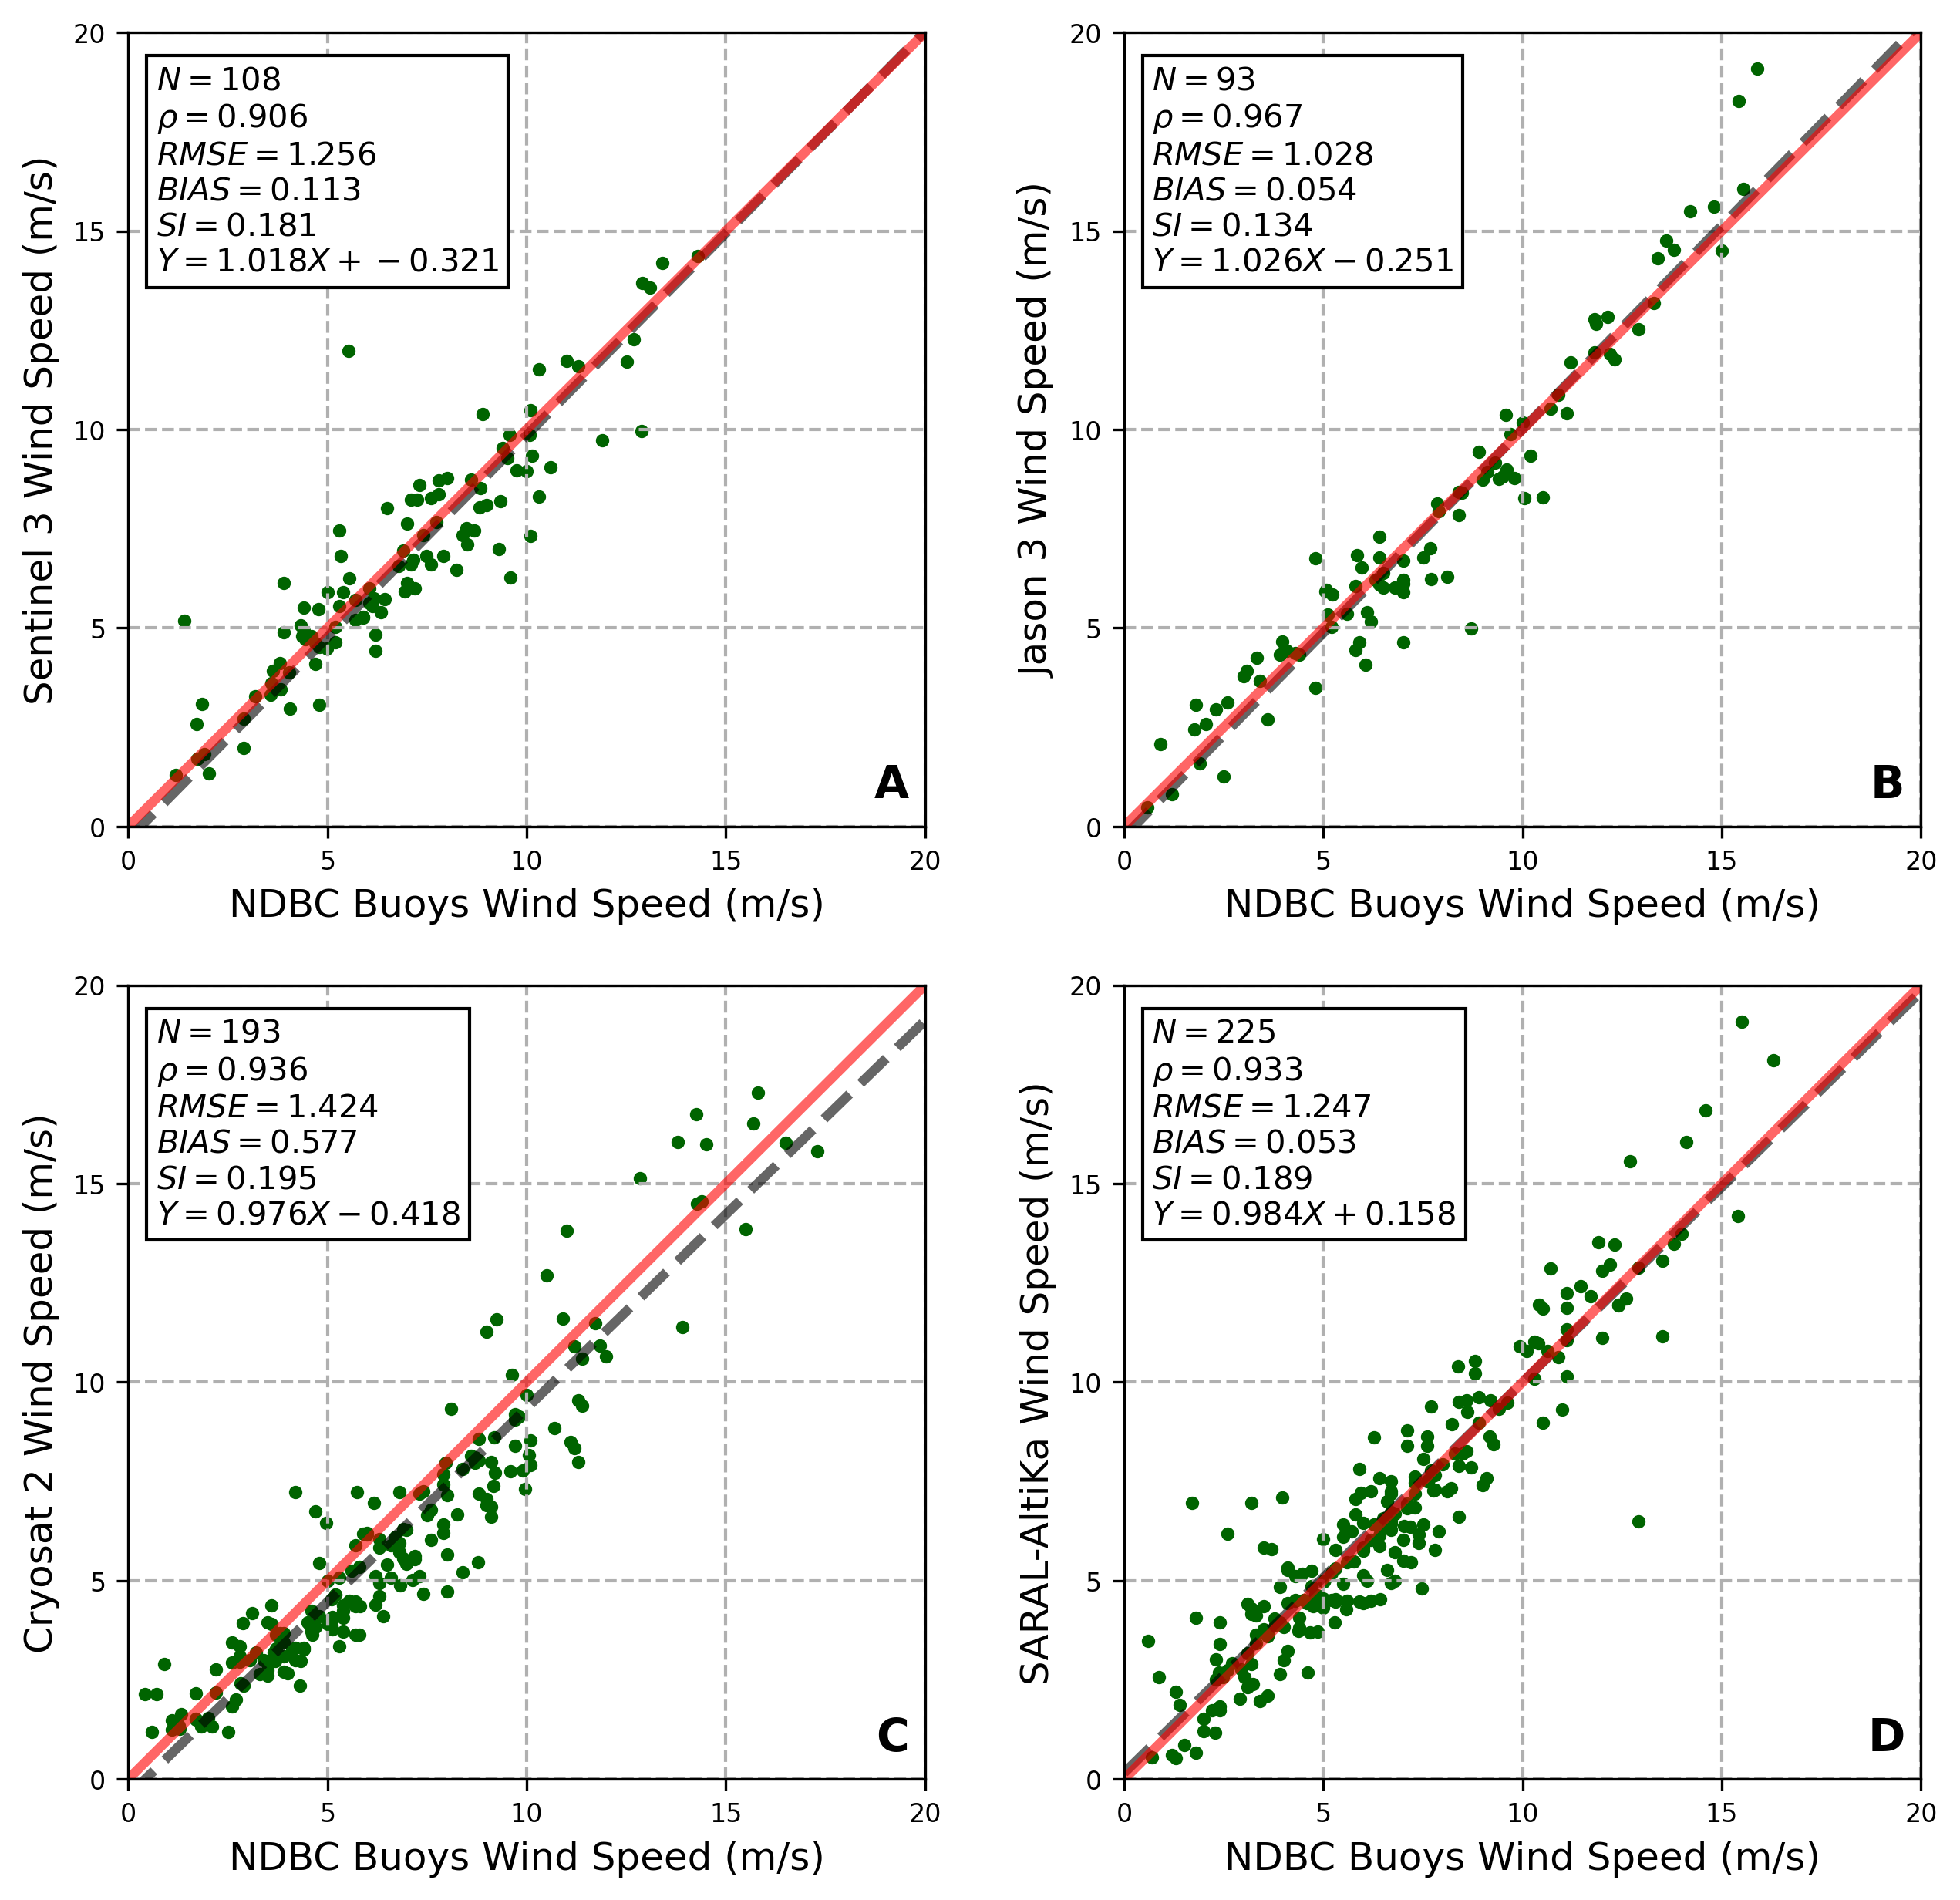 20
15
10
5
0
N = 108
ρ = 0.906
RMSE = 1.256
BIAS = 0.113
SI = 0.181
Y = 1.018X + −0.321
A
0 5 10 15 20
NDBC Buoys Wind Speed (m/s)
Sentinel 3 Wind Speed (m/s)
20
15
10
5
0
N = 93
ρ = 0.967
RMSE = 1.028
BIAS = 0.054
SI = 0.134
Y = 1.026X − 0.251
B
0 5 10 15 20
NDBC Buoys Wind Speed (m/s)
Jason 3 Wind Speed (m/s)
20
15
10
5
0
N = 193
ρ = 0.936
RMSE = 1.424
BIAS = 0.577
SI = 0.195
Y = 0.976X − 0.418
C
0 5 10 15 20
NDBC Buoys Wind Speed (m/s)
Cryosat 2 Wind Speed (m/s)
20
15
10
5
0
N = 225
ρ = 0.933
RMSE = 1.247
BIAS = 0.053
SI = 0.189
Y = 0.984X + 0.158
D
0 5 10 15 20
NDBC Buoys Wind Speed (m/s)
SARAL-AltiKa Wind Speed (m/s)